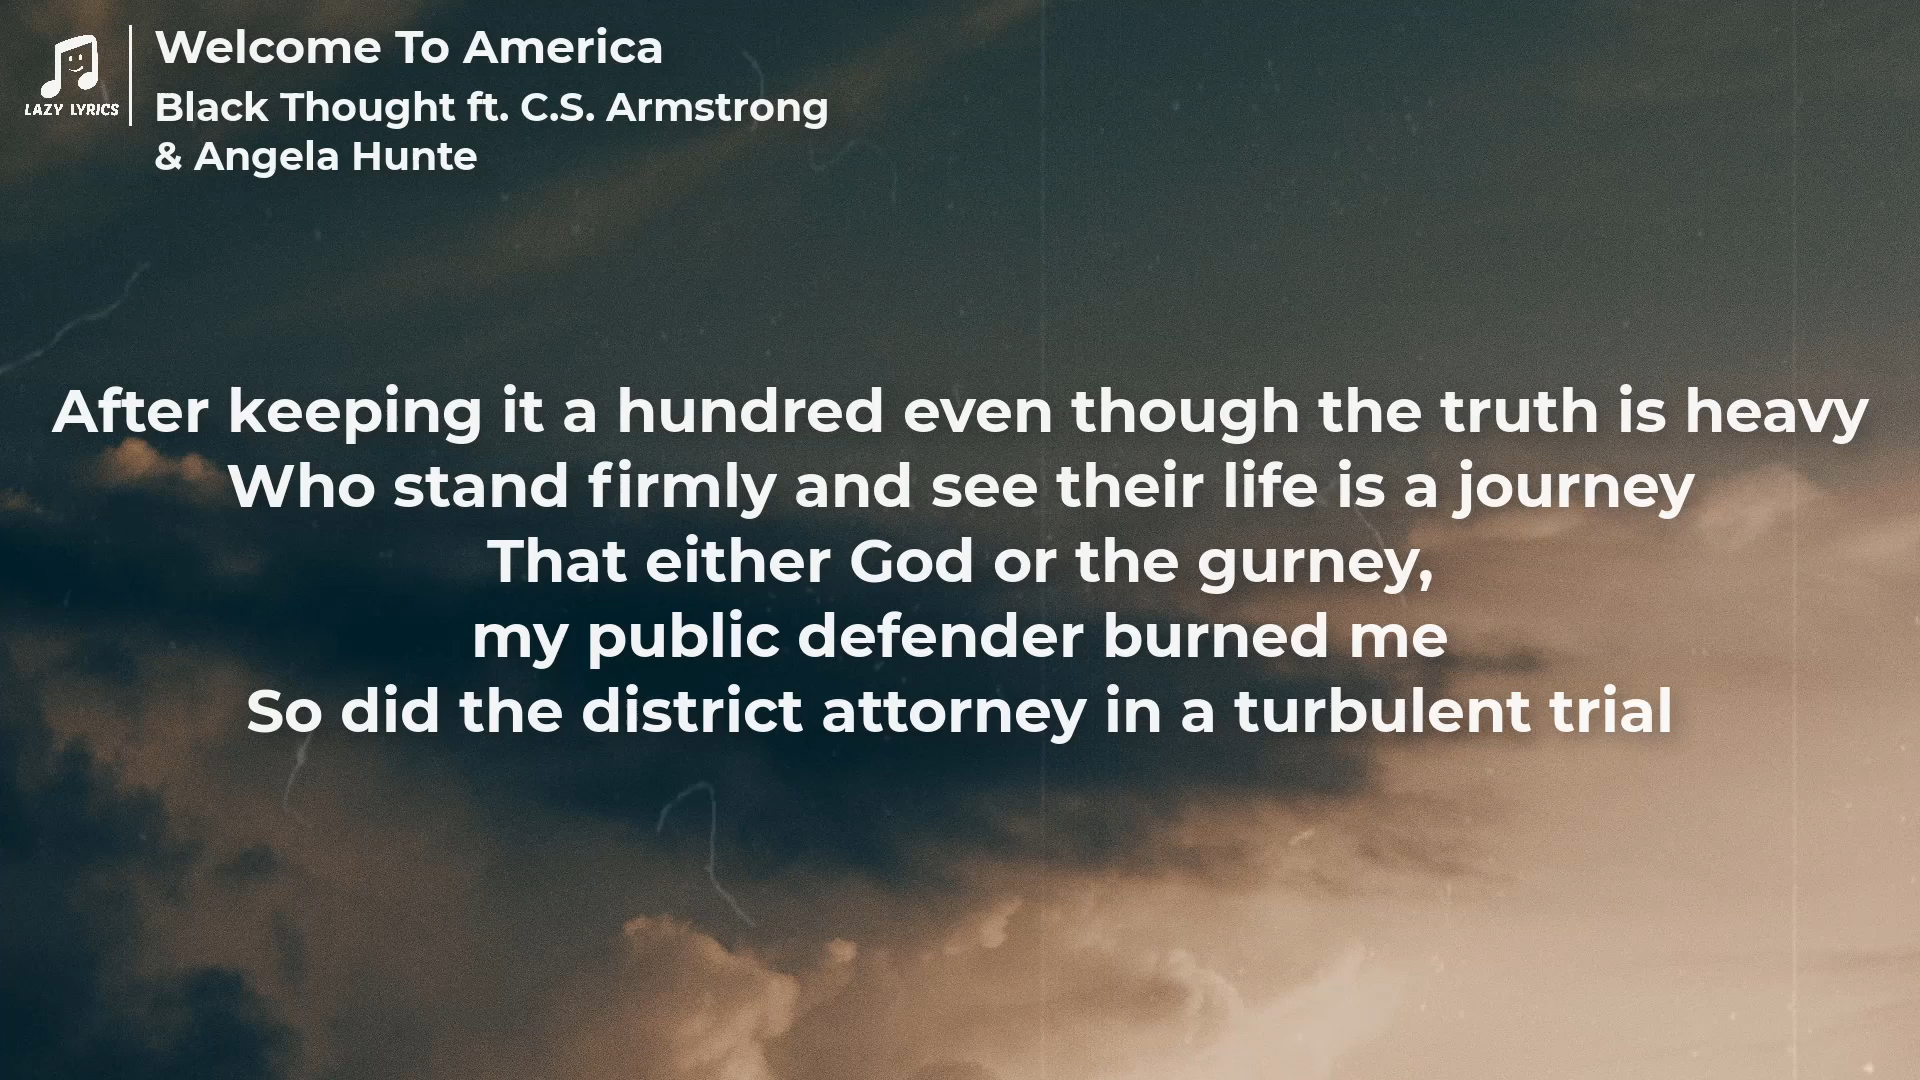 LAZY LYRICS
Welcome To America
Black Thought ft. C.S. Armstrong
& Angela Hunte
After keeping it a hundred even though the truth is heavy
Who stand firmly and see their life is a journey
That either God or the gurney,
my public defender burned me
So did the district attorney in a turbulent trial